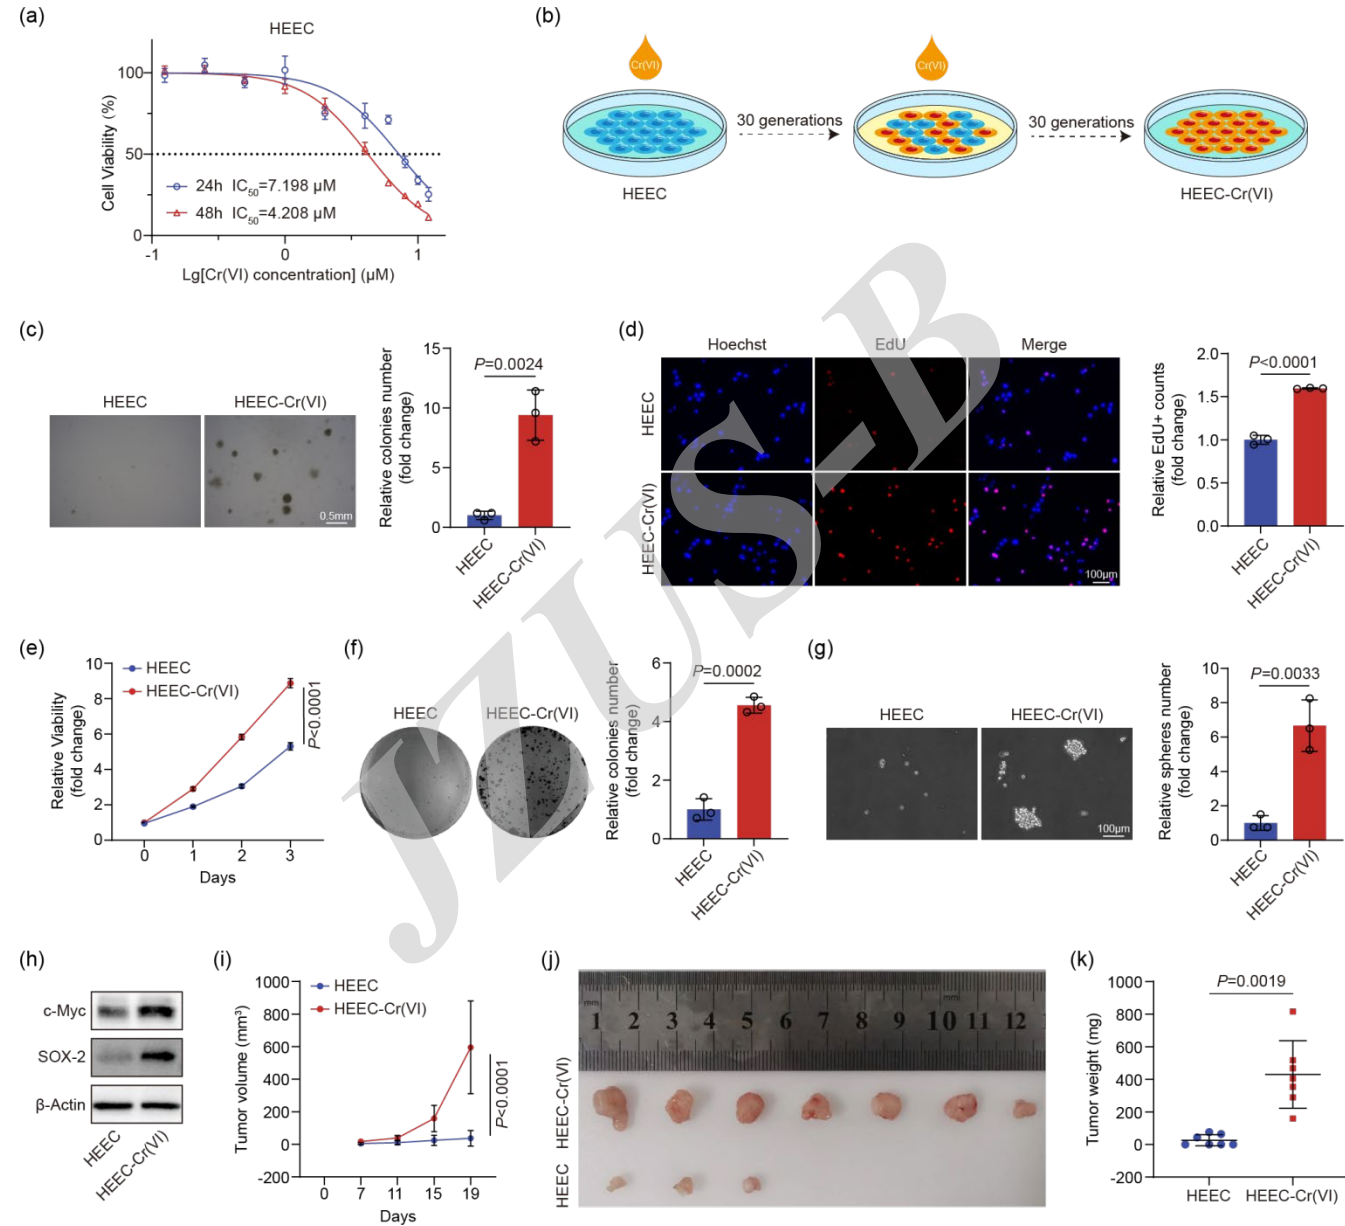 (a)
HEEC
Cell Viability (%)
100
50
0
24h IC50=7.198 µM
48h IC50=4.208 µM
-1
0
1
Lg[Cr(VI) concentration] (µM)
(b)
Cr(VI)
Cr(VI)
30 generations
30 generations
HEEC
HEEC-Cr(VI)
(c)
HEEC
HEEC-Cr(VI)
0.5mm
Relative colonies number
(fold change)
15
10
5
0
P=0.0024
HEEC
HEEC-Cr(VI)
(d)
Hoechst
EdU
Merge
HEEC
HEEC-Cr(VI)
100µm
Relative EdU+ counts
(fold change)
2.0
1.5
1.0
0.5
0.0
P<0.0001
HEEC
HEEC-Cr(VI)
(e)
Relative Viability
(fold change)
10
8
6
4
2
0
HEEC
HEEC-Cr(VI)
P<0.0001
0
1
2
3
Days
(f)
HEEC
HEEC-Cr(VI)
Relative colonies number
(fold change)
6
4
2
0
P=0.0002
HEEC
HEEC-Cr(VI)
(g)
HEEC
HEEC-Cr(VI)
100µm
Relative spheres number
(fold change)
10
8
6
4
2
0
P=0.0033
HEEC
HEEC-Cr(VI)
(h)
c-Myc
SOX-2
β-Actin
HEEC
HEEC-Cr(VI)
(i)
Tumor volume (mm³)
1000
800
600
400
200
0
-200
HEEC
HEEC-Cr(VI)
P<0.0001
0
7
11
15
19
Days
(j)
mm
mm
1 2 3 4 5 6 7 8 9 10 11 12
HEEC-Cr(VI)
HEEC
(k)
Tumor weight (mg)
1000
800
600
400
200
0
-200
P=0.0019
HEEC
HEEC-Cr(VI)
JZUS-B